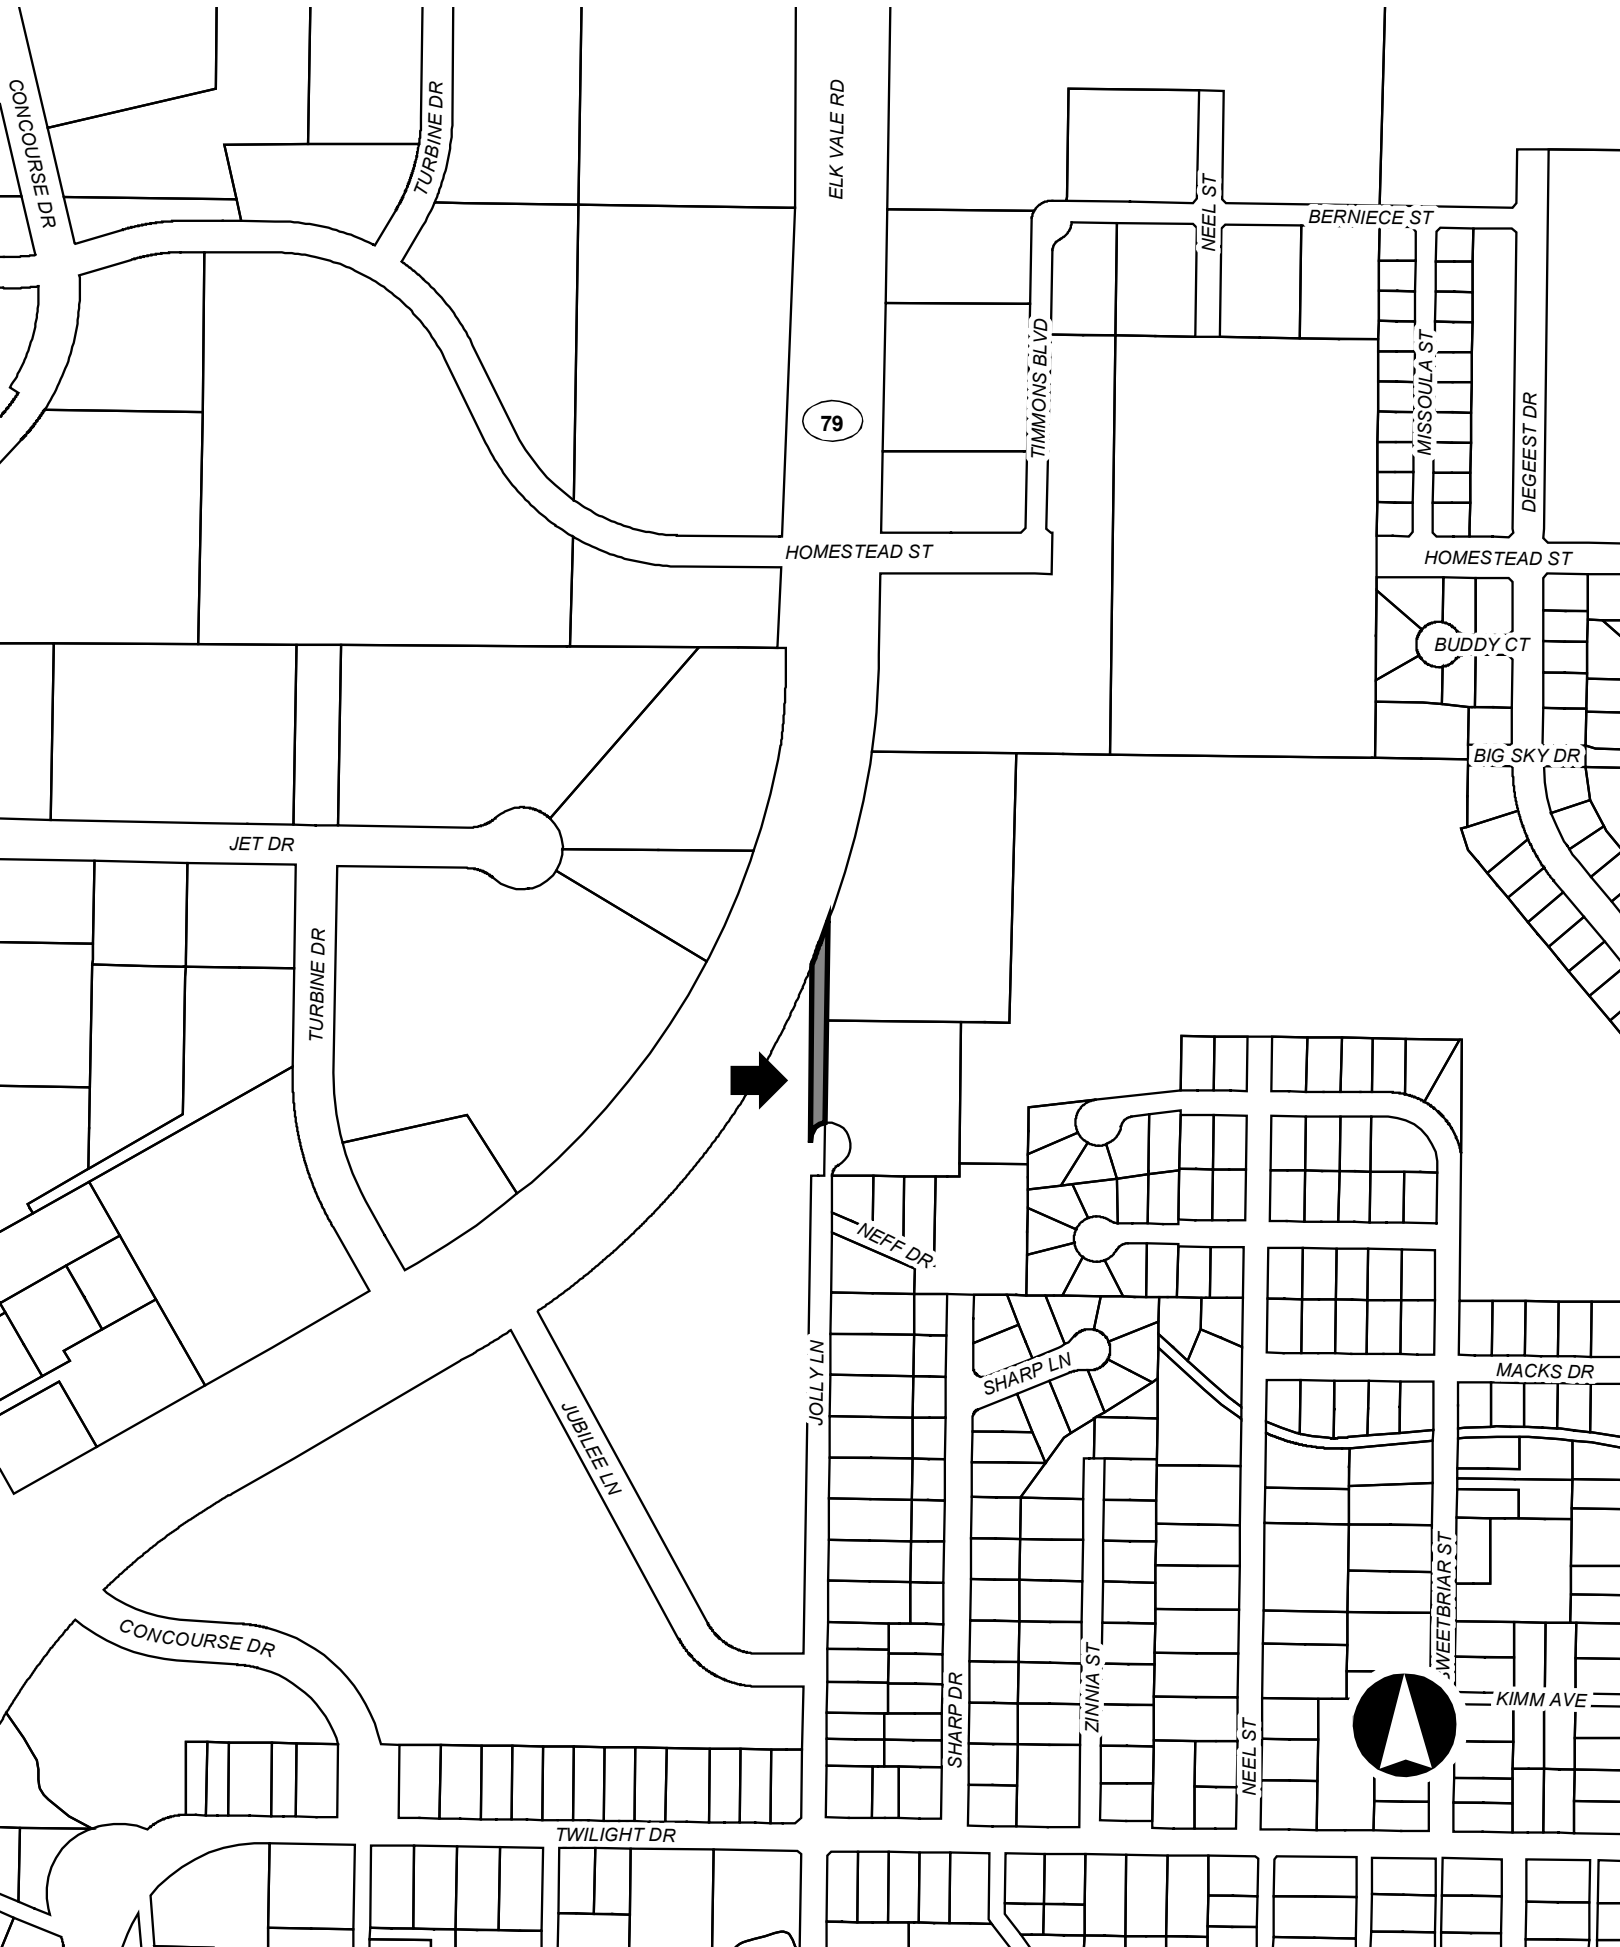 CONCOURSE DR
TURBINE DR
ELK VALE RD
NEEL ST
BERNIECE ST
TIMMONS BLVD
MISSOULA ST
DEGEEST DR
79
HOMESTEAD ST
HOMESTEAD ST
BUDDY CT
BIG SKY DR
JET DR
TURBINE DR
NEFF DR
SHARP LN
JOLLY LN
MACKS DR
JUBILEE LN
SWEETBRIAR ST
CONCOURSE DR
ZINNIA ST
SHARP DR
KIMM AVE
NEEL ST
TWILIGHT DR